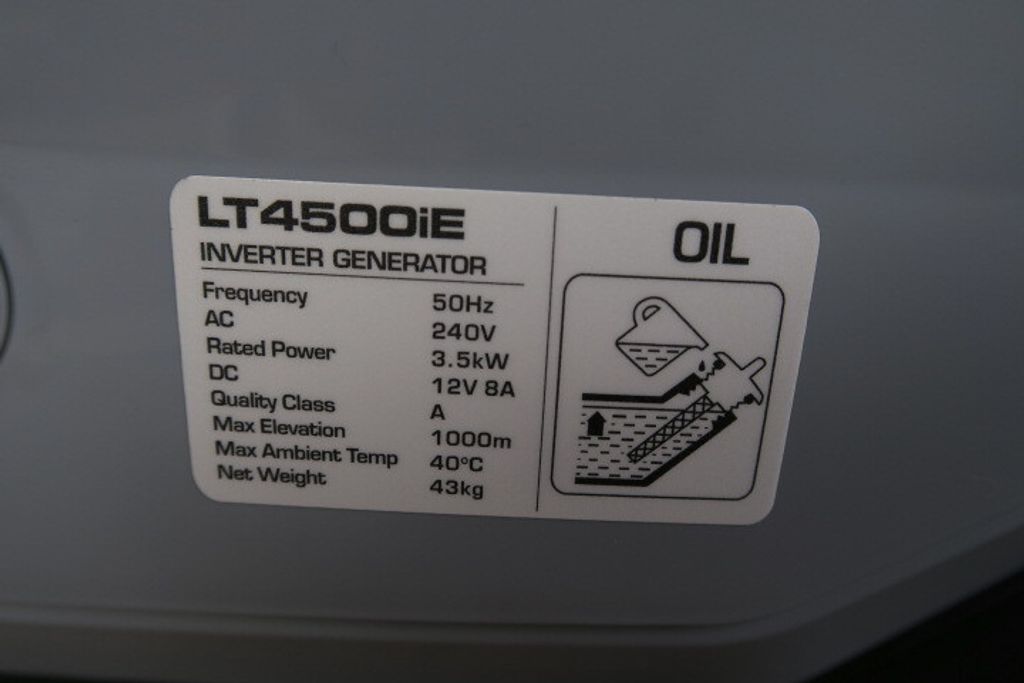 LT4500iE
INVERTER GENERATOR
Frequency 50Hz
AC 240V
Rated Power 3.5kW
DC 12V 8A
Quality Class A
Max Elevation 1000m
Max Ambient Temp 40°C
Net Weight 43kg
OIL